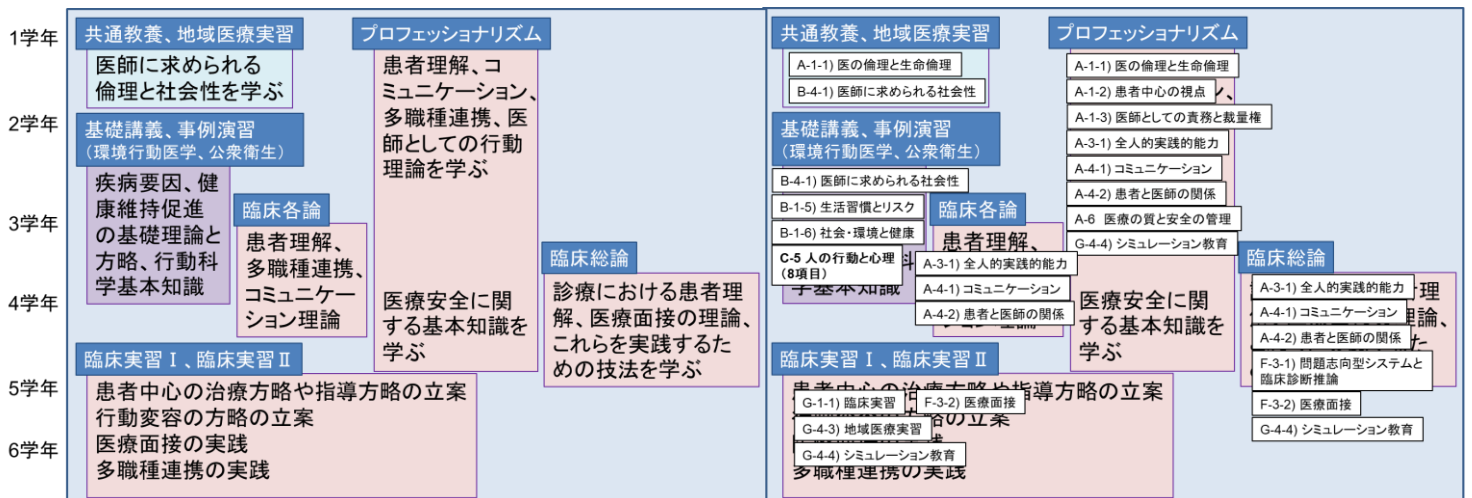 1学年
2学年
3学年
4学年
5学年
6学年
共通教養、地域医療実習
医師に求められる
倫理と社会性を学ぶ
プロフェッショナリズム
患者理解、コ
ミュニケーション、
多職種連携、医
師としての行動
理論を学ぶ
医療安全に関
する基本知識を
学ぶ
基礎講義、事例演習
（環境行動医学、公衆衛生）
疾病要因、健
康維持促進
の基礎理論と
方略、行動科
学基本知識
臨床各論
患者理解、
多職種連携、
コミュニケー
ション理論
臨床総論
診療における患者理
解、医療面接の理論、
これらを実践するた
めの技法を学ぶ
臨床実習Ⅰ、臨床実習Ⅱ
患者中心の治療方略や指導方略の立案
行動変容の方略の立案
医療面接の実践
多職種連携の実践
共通教養、地域医療実習
A-1-1) 医の倫理と生命倫理
B-4-1) 医師に求められる社会性
プロフェッショナリズム
A-1-1) 医の倫理と生命倫理
A-1-2) 患者中心の視点
A-1-3) 医師としての責務と裁量権
A-3-1) 全人的実践的能力
A-4-1) コミュニケーション
A-4-2) 患者と医師の関係
A-6 医療の質と安全の管理
G-4-4) シミュレーション教育
医療安全に関
する基本知識を
学ぶ
基礎講義、事例演習
（環境行動医学、公衆衛生）
B-4-1) 医師に求められる社会性
B-1-5) 生活習慣とリスク
B-1-6) 社会・環境と健康
C-5 人の行動と心理
（8項目）
学基本知識
臨床各論
患者理解、
A-3-1) 全人的実践的能力
A-4-1) コミュニケーション
A-4-2) 患者と医師の関係
臨床総論
A-3-1) 全人的実践的能力
A-4-1) コミュニケーション
A-4-2) 患者と医師の関係
F-3-1) 問題志向型システムと
臨床診断推論
F-3-2) 医療面接
G-4-4) シミュレーション教育
臨床実習Ⅰ、臨床実習Ⅱ
患者中心の治療方略や指導方略の立案
G-1-1) 臨床実習
F-3-2) 医療面接
略の立案
G-4-3) 地域医療実習
G-4-4) シミュレーション教育
多職種連携の実践